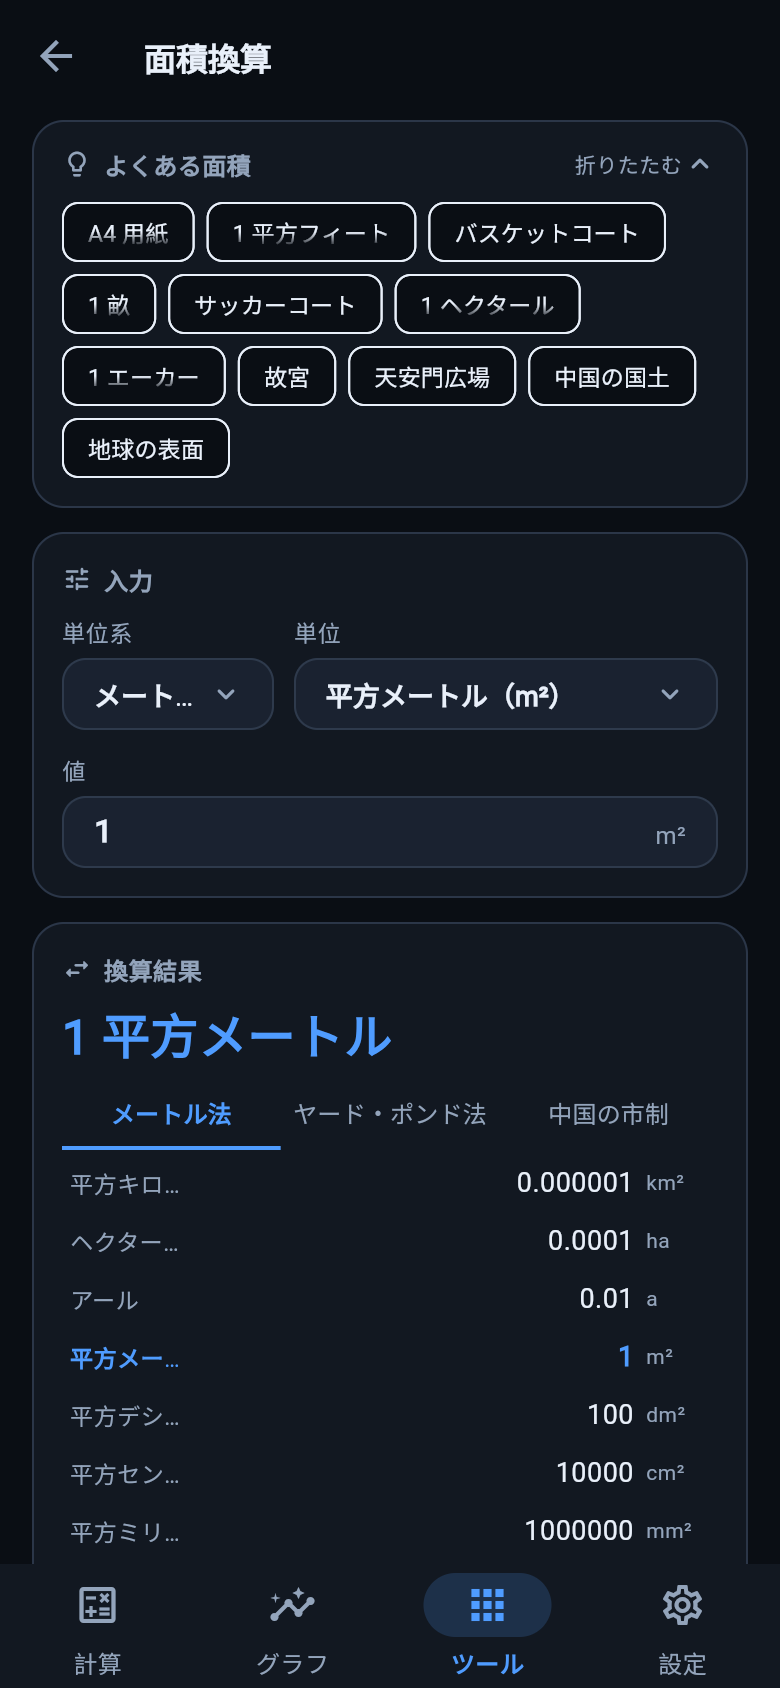 面積換算
よくある面積
折りたたむ
A4 用紙
1 平方フィート
バスケットコート
1 畝
サッカーコート
1 ヘクタール
1 エーカー
故宮
天安門広場
中国の国土
地球の表面
入力
単位系
単位
メート...
平方メートル（m²）
値
1
m²
換算結果
1 平方メートル
メートル法
ヤード・ポンド法
中国の市制
平方キロ... 0.000001 km²
ヘクター... 0.0001 ha
アール 0.01 a
平方メー... 1 m²
平方デシ... 100 dm²
平方セン... 10000 cm²
平方ミリ... 1000000 mm²
計算
グラフ
ツール
設定